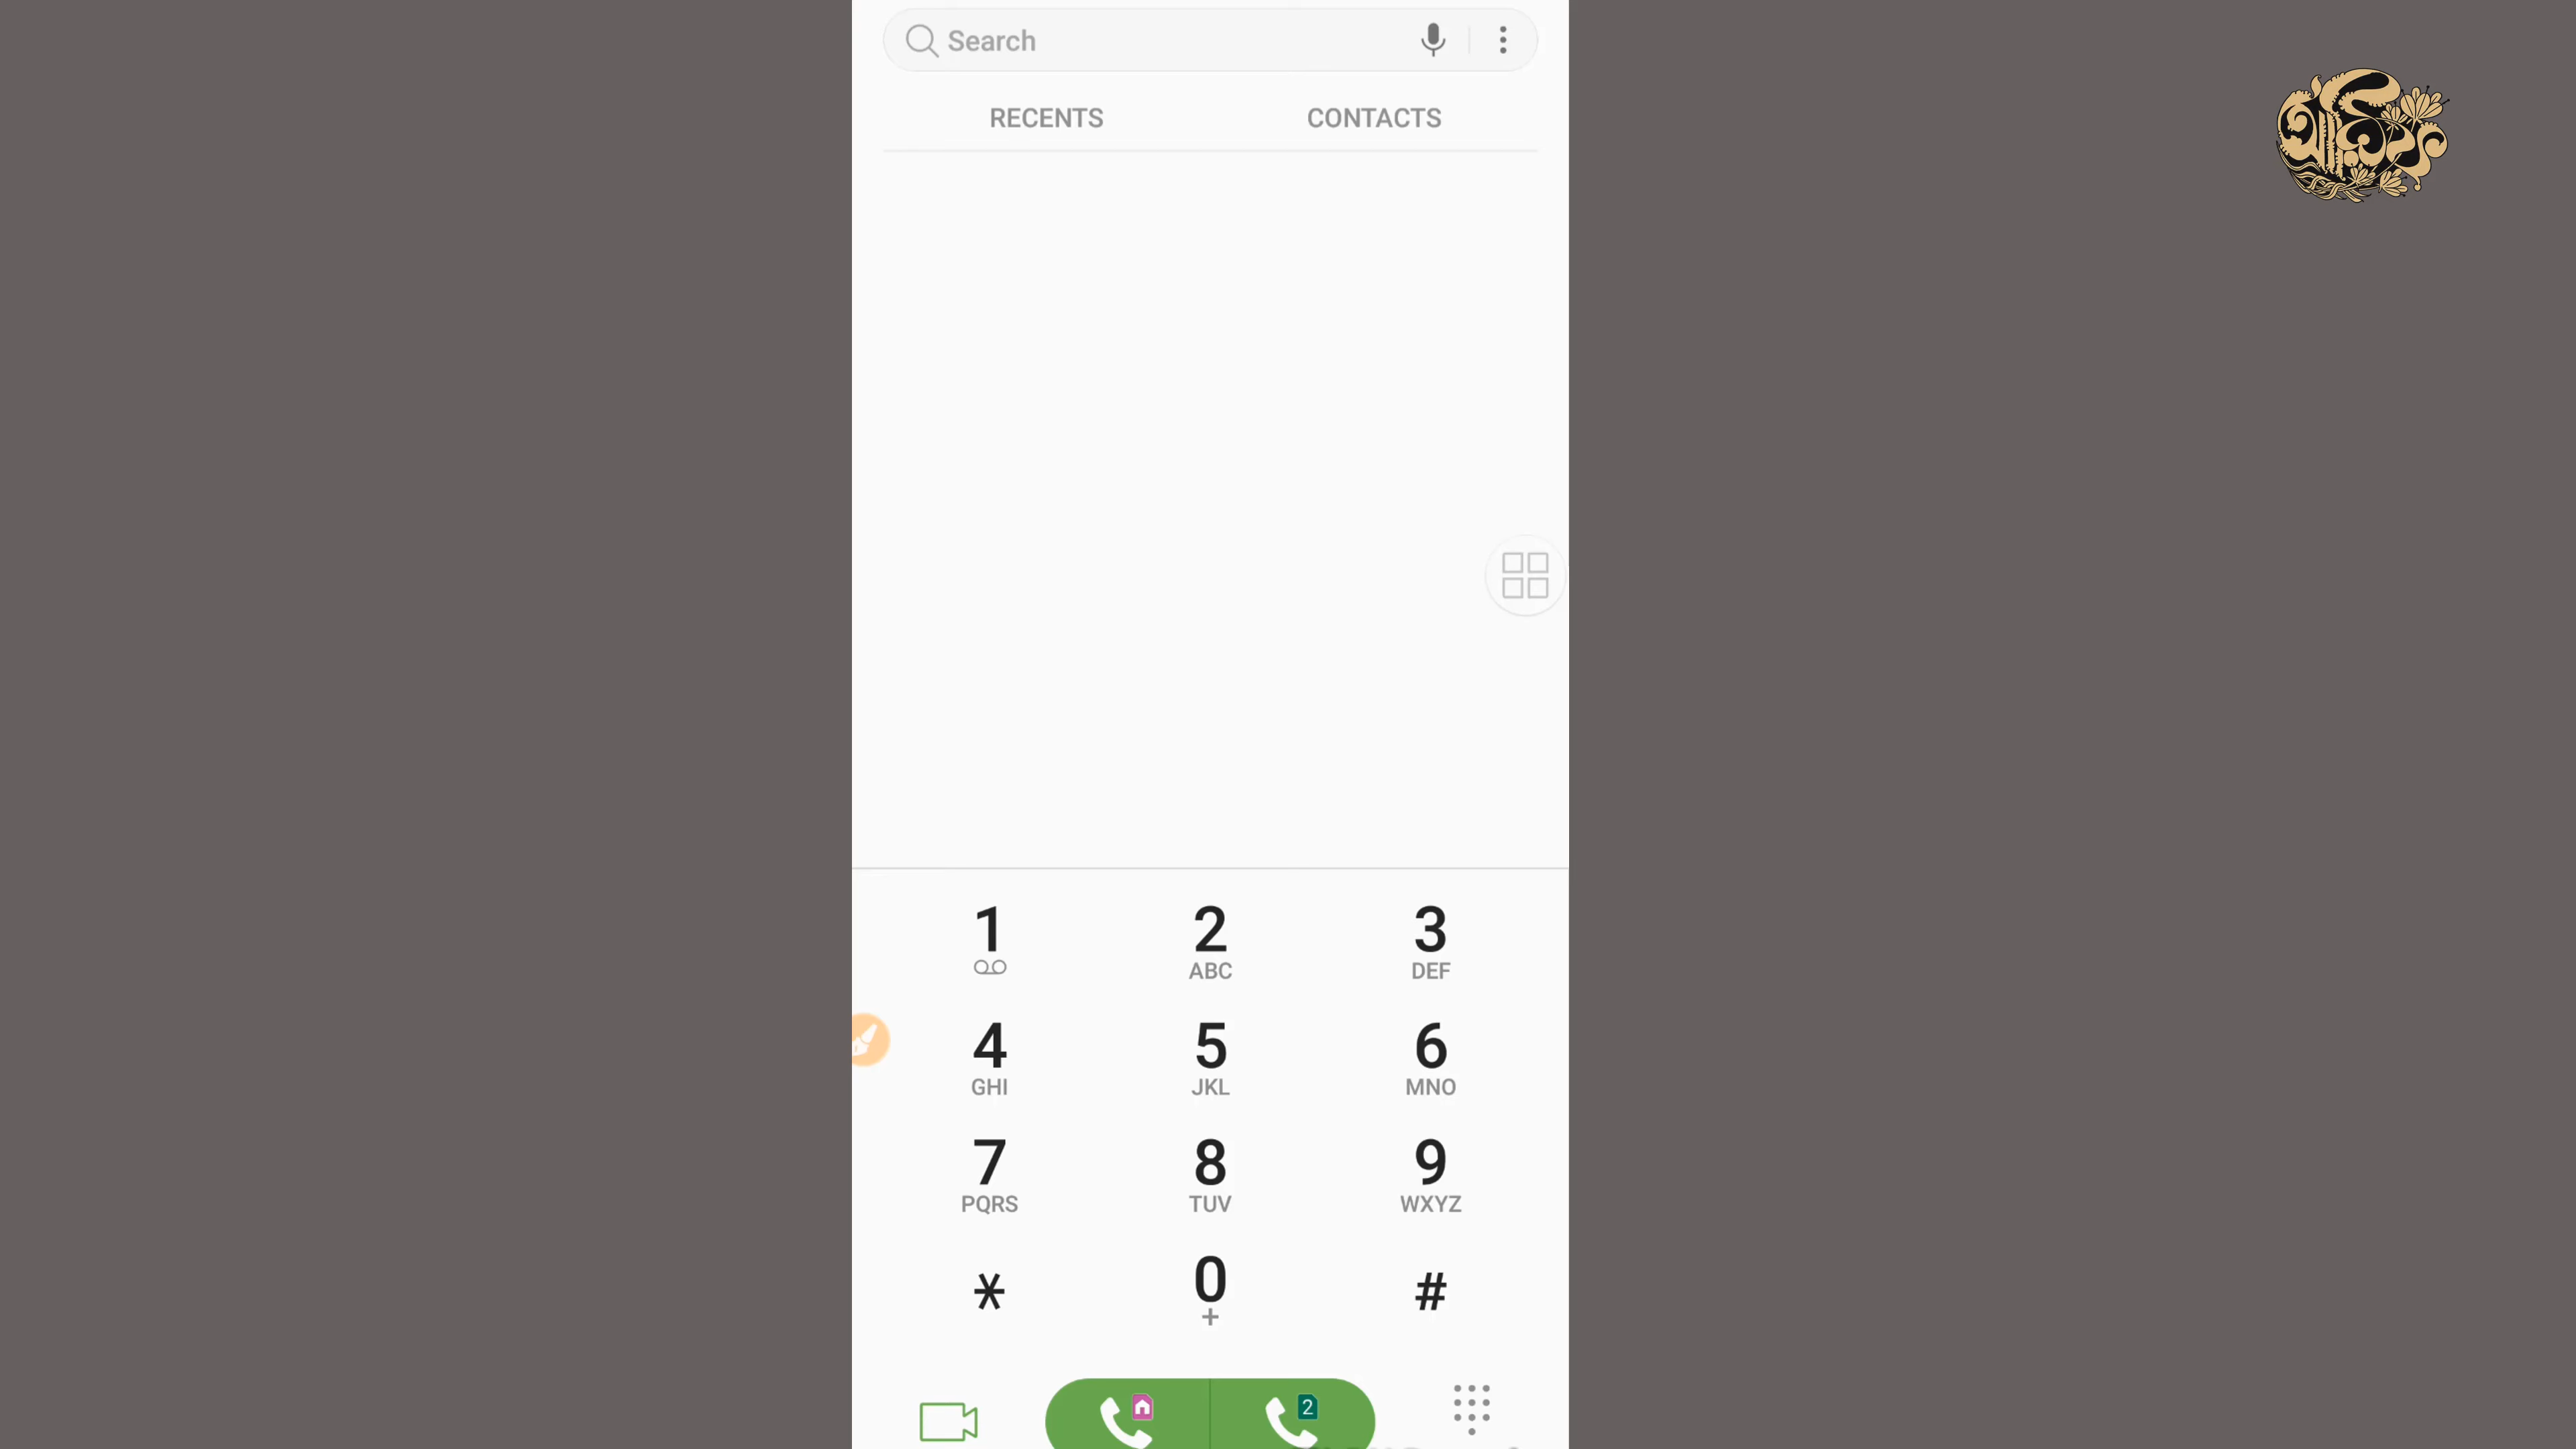 Search
RECENTS CONTACTS
1 2 3
ABC DEF
4 5 6
GHI JKL MNO
7 8 9
PQRS TUV WXYZ
* 0 #
+
2